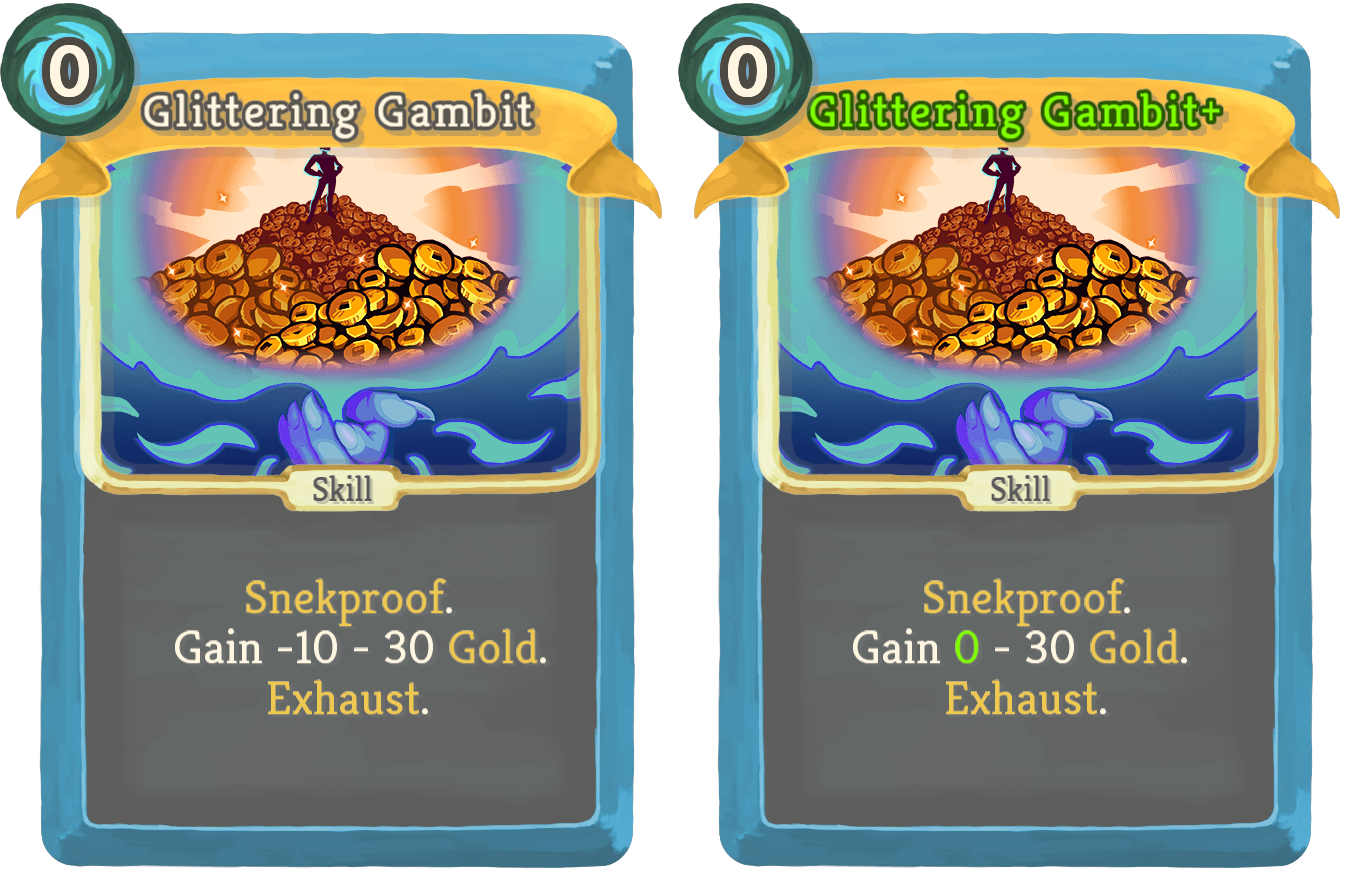 0
Glittering Gambit
Skill
Snekproof.
Gain -10 - 30 Gold.
Exhaust.
0
Glittering Gambit+
Skill
Snekproof.
Gain 0 - 30 Gold.
Exhaust.